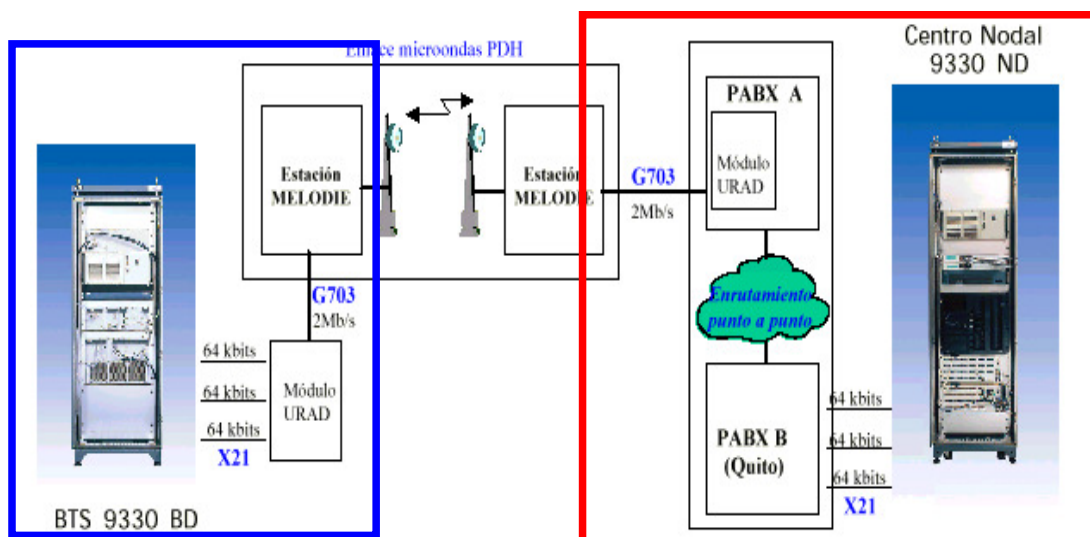 Enlace microondas PDH
Centro Nodal
9330 ND
PABX A
Módulo
URAD
Estación
MELODIE
Estación
MELODIE
G703
2Mb/s
G703
2Mb/s
Enrutamiento
punto a punto
64 kbits
64 kbits
64 kbits
X21
Módulo
URAD
PABX B
(Quito)
64 kbits
64 kbits
64 kbits
X21
BTS 9330 BD